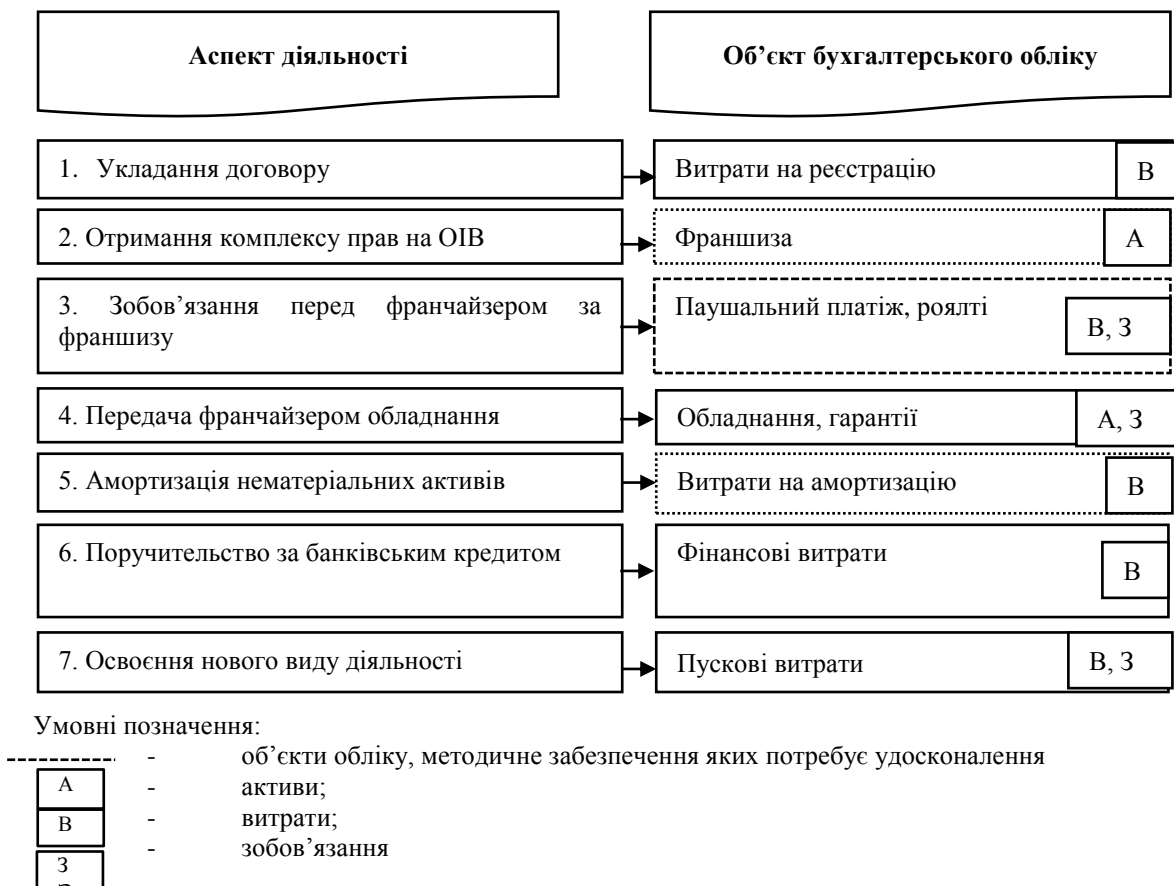 Аспект діяльності
Об’єкт бухгалтерського обліку
1. Укладання договору
Витрати на реєстрацію
В
2. Отримання комплексу прав на ОІВ
Франшиза
А
3. Зобов’язання перед франчайзером за
франшизу
Паушальний платіж, роялті
В, З
4. Передача франчайзером обладнання
Обладнання, гарантії
А, З
5. Амортизація нематеріальних активів
Витрати на амортизацію
В
6. Поручительство за банківським кредитом
Фінансові витрати
В
7. Освоєння нового виду діяльності
Пускові витрати
В, З
Умовні позначення:
- об’єкти обліку, методичне забезпечення яких потребує удосконалення
А - активи;
В - витрати;
- зобов’язання
З